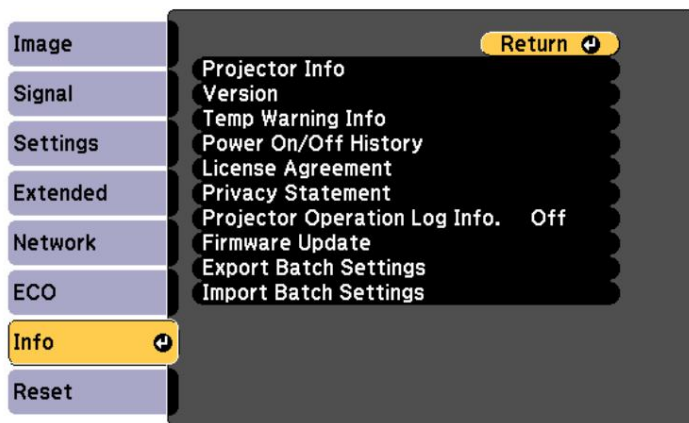 Image
Signal
Settings
Extended
Network
ECO
Info
Reset
Return
Projector Info
Version
Temp Warning Info
Power On/Off History
License Agreement
Privacy Statement
Projector Operation Log Info. Off
Firmware Update
Export Batch Settings
Import Batch Settings